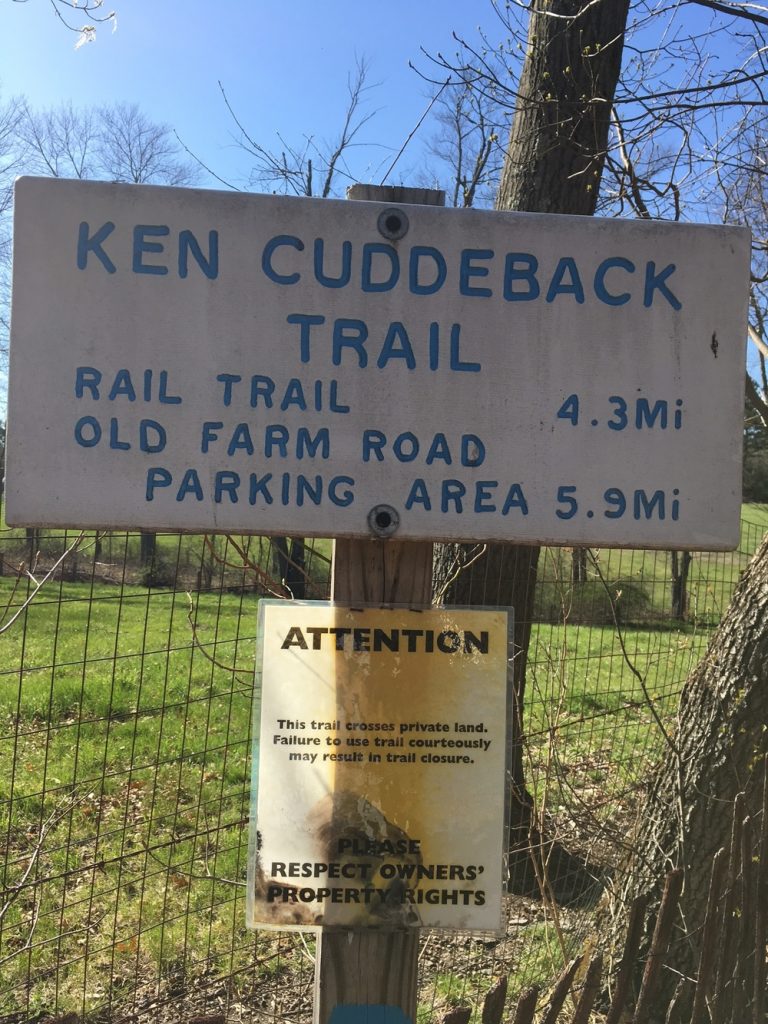 KEN CUDDEBACK
TRAIL
RAIL TRAIL 4.3Mi
OLD FARM ROAD
PARKING AREA 5.9Mi
ATTENTION
This trail crosses private land.
Failure to use trail courteously
may result in trail closure.
PLEASE
RESPECT OWNERS'
PROPERTY RIGHTS